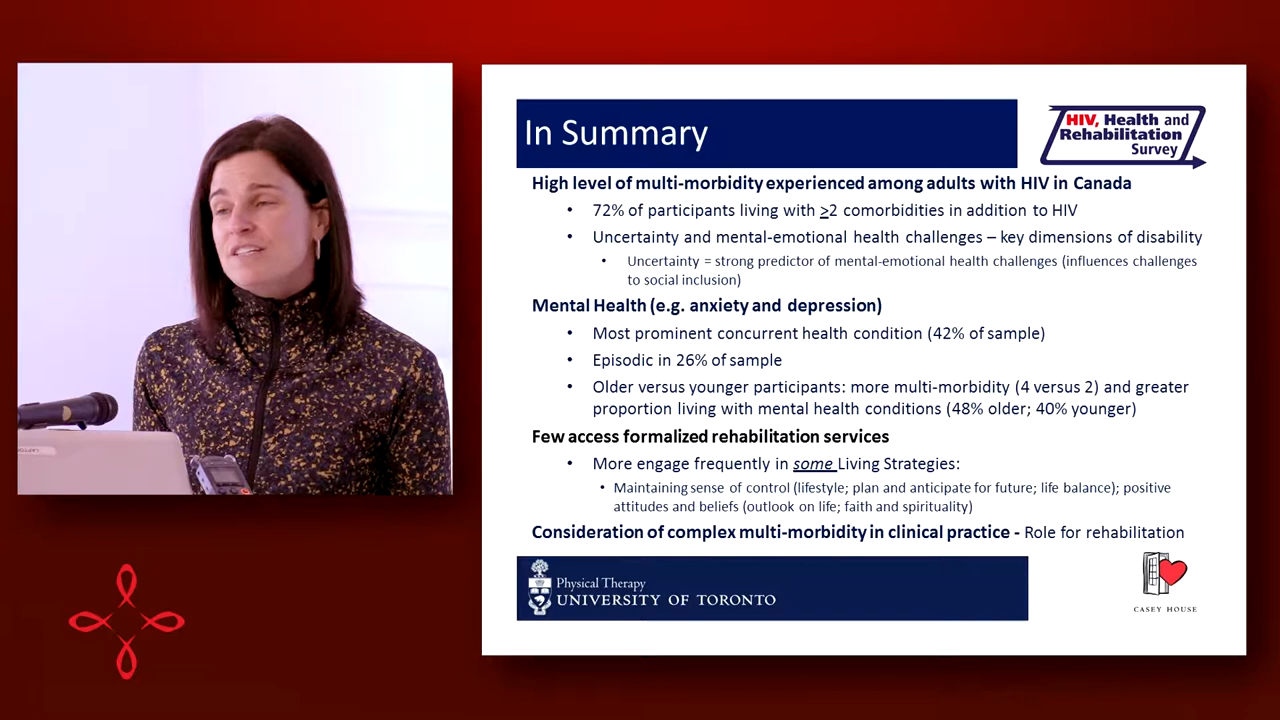 In Summary
HIV, Health and
Rehabilitation
Survey
High level of multi-morbidity experienced among adults with HIV in Canada
• 72% of participants living with ≥2 comorbidities in addition to HIV
• Uncertainty and mental-emotional health challenges – key dimensions of disability
• Uncertainty = strong predictor of mental-emotional health challenges (influences challenges
to social inclusion)
Mental Health (e.g. anxiety and depression)
• Most prominent concurrent health condition (42% of sample)
• Episodic in 26% of sample
• Older versus younger participants: more multi-morbidity (4 versus 2) and greater
proportion living with mental health conditions (48% older; 40% younger)
Few access formalized rehabilitation services
• More engage frequently in some Living Strategies:
• Maintaining sense of control (lifestyle; plan and anticipate for future; life balance); positive
attitudes and beliefs (outlook on life; faith and spirituality)
Consideration of complex multi-morbidity in clinical practice - Role for rehabilitation
Physical Therapy
UNIVERSITY OF TORONTO
CASEY HOUSE